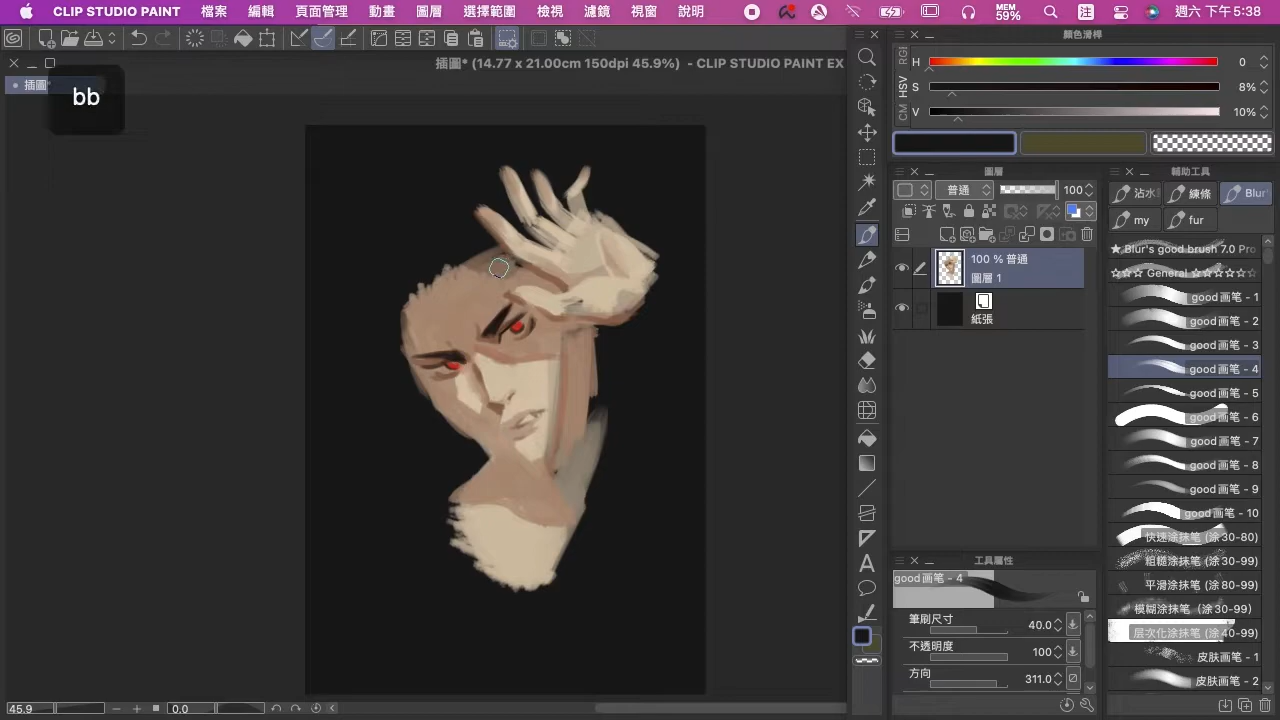 CLIP STUDIO PAINT 檔案 編輯 頁面管理 動畫 圖層 選擇範圍 檢視 濾鏡 視窗 說明 MEM 59% 注 週六 下午5:38
插圖* (14.77 x 21.00cm 150dpi 45.9%) - CLIP STUDIO PAINT EX
插圖*
bb
顏色滑桿
RGB
HSV
CM
H 0
S 8%
V 10%
圖層
普通 100
100 % 普通
圖層 1
紙張
輔助工具
沾水
練條
Blur'
my
fur
★ Blur's good brush 7.0 Pro
☆☆☆ General ☆☆☆☆☆☆
good画笔 - 1
good画笔 - 2
good画笔 - 3
good画笔 - 4
good画笔 - 5
good画笔 - 6
good画笔 - 7
good画笔 - 8
good画笔 - 9
good画笔 - 10
快速涂抹笔 (涂30-80)
粗糙涂抹笔 (涂30-99)
平滑涂抹笔 (涂80-99)
模糊涂抹笔 (涂30-99)
层次化涂抹笔 (涂40-99)
皮肤画笔 - 1
皮肤画笔 - 2
工具屬性
good画笔 - 4
筆刷尺寸 40.0
不透明度 100
方向 311.0
45.9
0.0